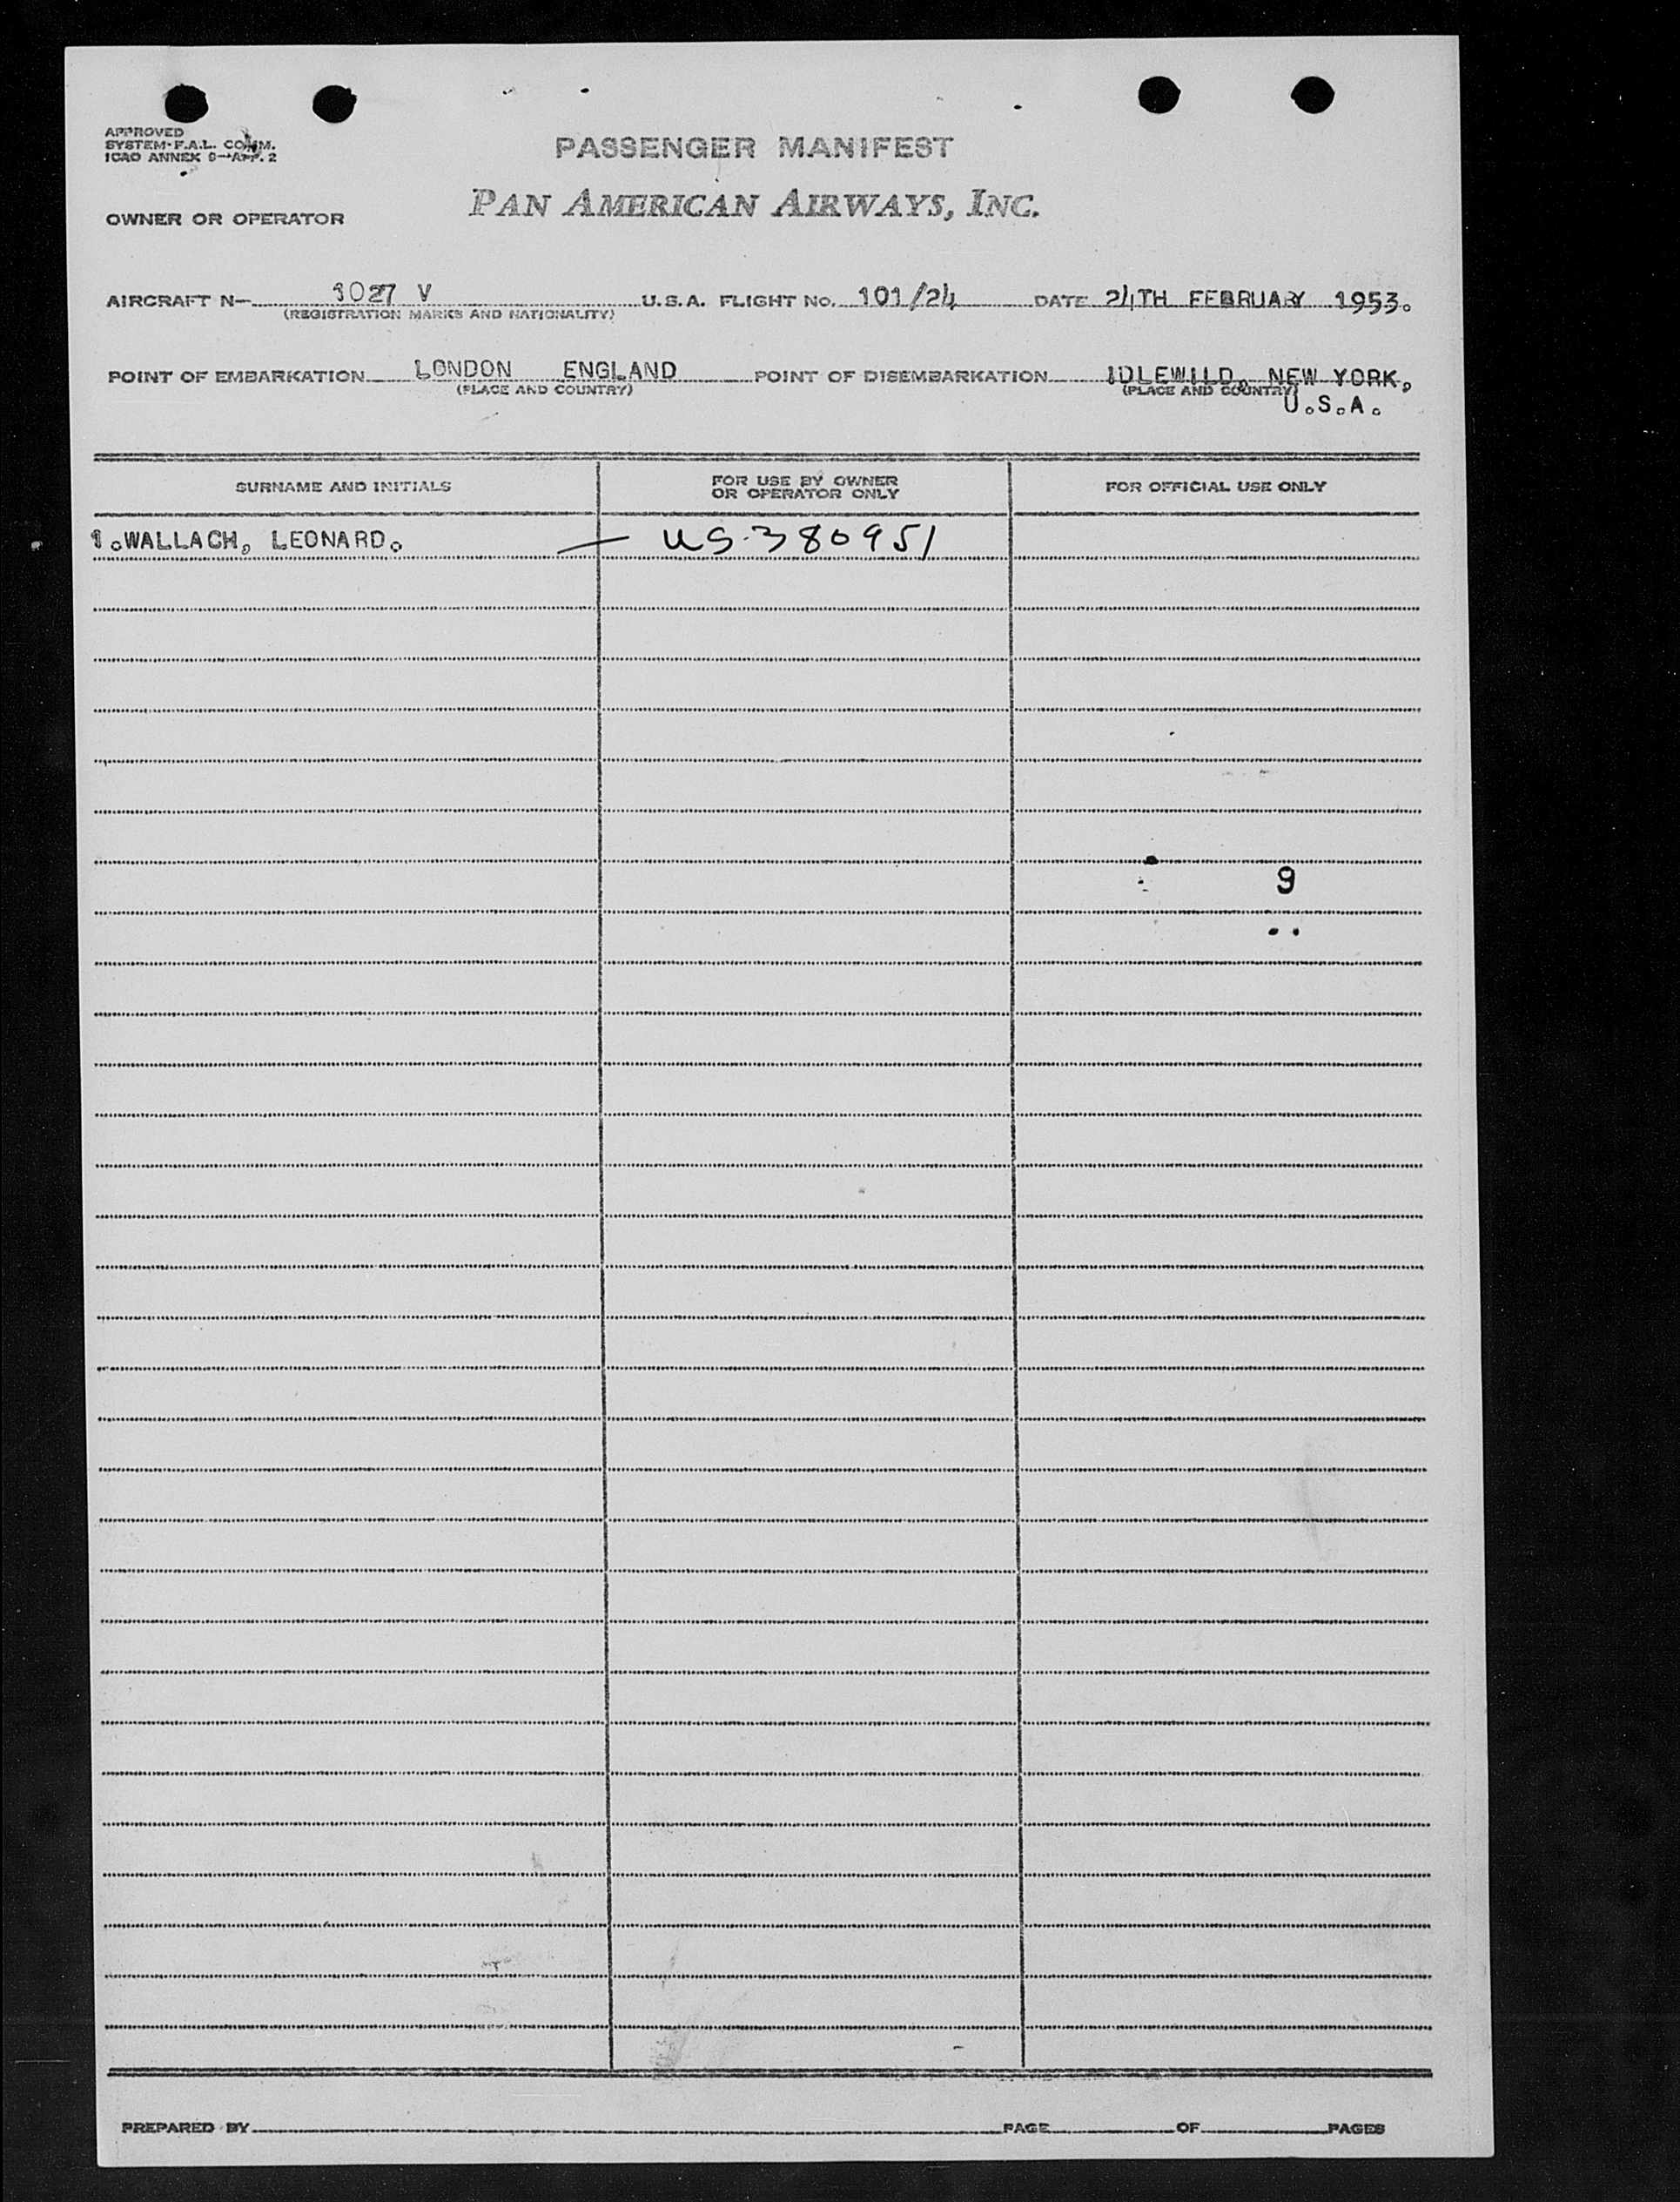 APPROVED
SYSTEM-F.A.L. COMM.
ICAO ANNEX 9-APP. 2
PASSENGER MANIFEST
PAN AMERICAN AIRWAYS, INC.
OWNER OR OPERATOR
AIRCRAFT N- 1027 V U.S.A. FLIGHT NO. 101/24 DATE 24TH FEBRUARY 1953.
(REGISTRATION MARKS AND NATIONALITY)
POINT OF EMBARKATION LONDON ENGLAND POINT OF DISEMBARKATION IDLEWILD, NEW YORK,
(PLACE AND COUNTRY) (PLACE AND COUNTRY)
U.S.A.
SURNAME AND INITIALS
FOR USE BY OWNER
OR OPERATOR ONLY
FOR OFFICIAL USE ONLY
1.WALLACH, LEONARD. — US.380951
9
PREPARED BY PAGE OF PAGES